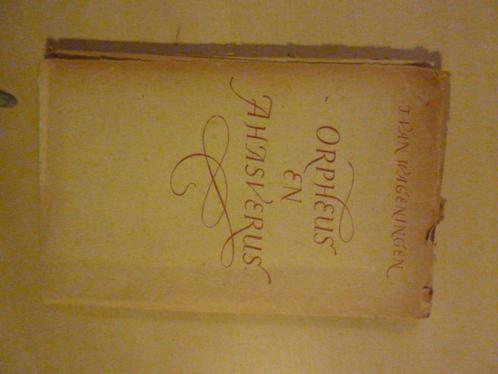 J. VAN WAGENINGEN
ORPHEUS
EN
AHASVERUS